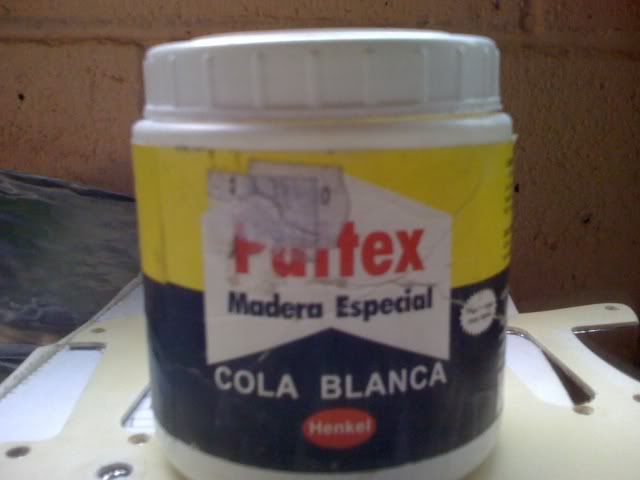 Pattex
Madera Especial
COLA BLANCA
Henkel